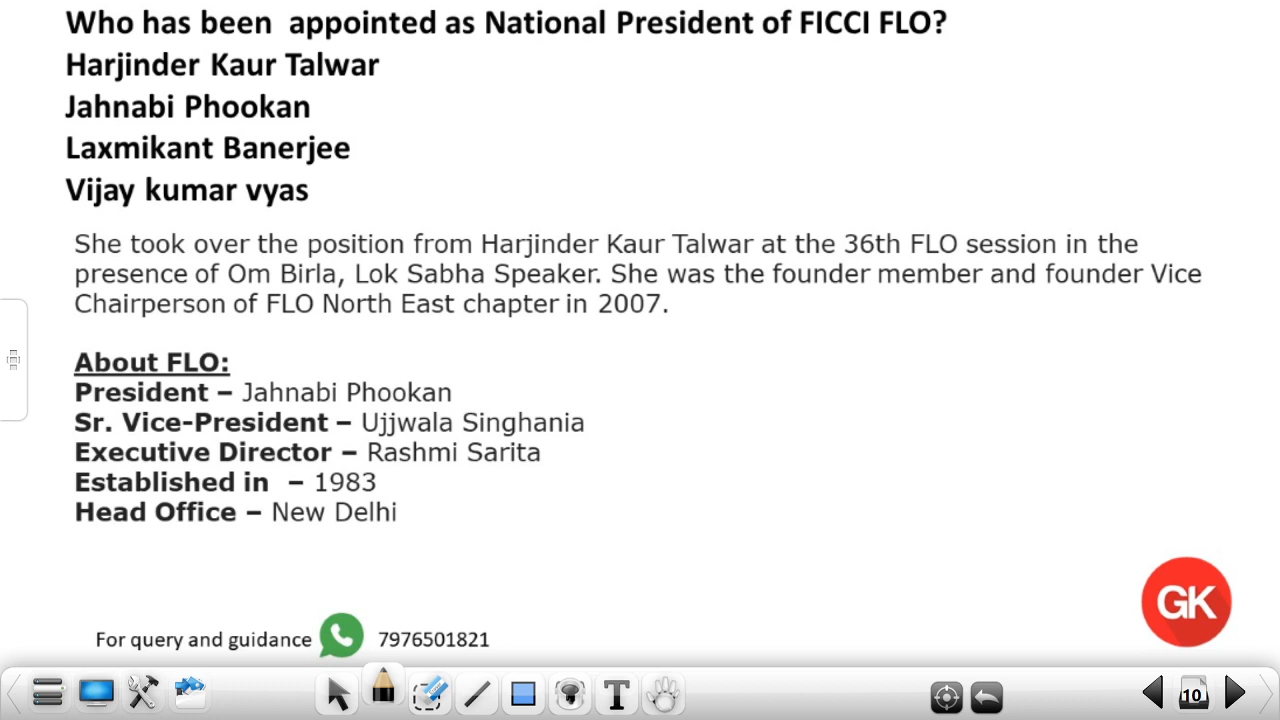 Who has been  appointed as National President of FICCI FLO?
Harjinder Kaur Talwar
Jahnabi Phookan
Laxmikant Banerjee
Vijay kumar vyas
She took over the position from Harjinder Kaur Talwar at the 36th FLO session in the
presence of Om Birla, Lok Sabha Speaker. She was the founder member and founder Vice
Chairperson of FLO North East chapter in 2007.
About FLO:
President – Jahnabi Phookan
Sr. Vice-President – Ujjwala Singhania
Executive Director – Rashmi Sarita
Established in  – 1983
Head Office – New Delhi
GK
For query and guidance 7976501821
T
10